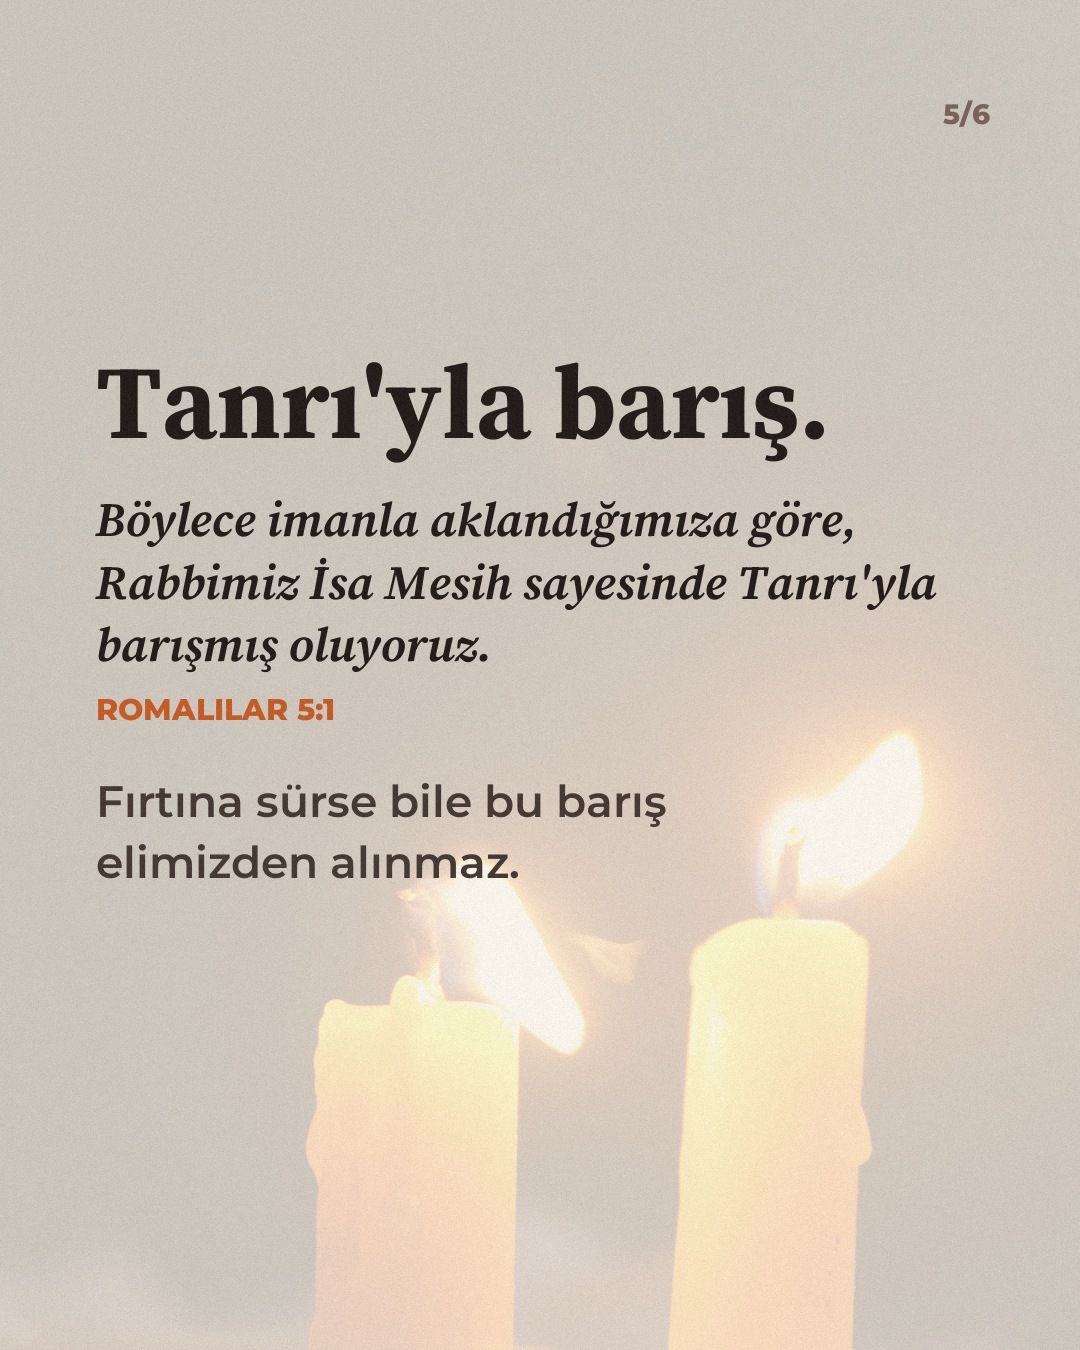 5/6
Tanrı'yla barış.
Böylece imanla aklandığımıza göre,
Rabbimiz İsa Mesih sayesinde Tanrı'yla
barışmış oluyoruz.
ROMALILAR 5:1
Fırtına sürse bile bu barış
elimizden alınmaz.